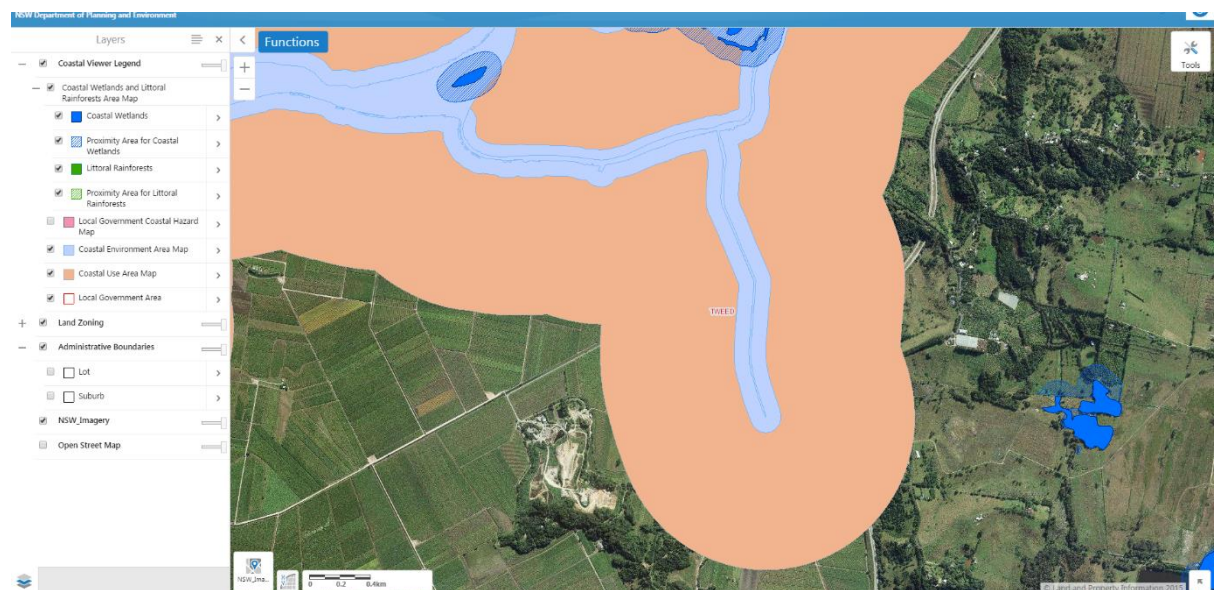 NSW Department of Planning and Environment
Layers
Functions
Tools
Coastal Viewer Legend
Coastal Wetlands and Littoral
Rainforests Area Map
Coastal Wetlands
Proximity Area for Coastal
Wetlands
Littoral Rainforests
Proximity Area for Littoral
Rainforests
Local Government Coastal Hazard
Map
Coastal Environment Area Map
Coastal Use Area Map
Local Government Area
Land Zoning
Administrative Boundaries
Lot
Suburb
NSW_Imagery
Open Street Map
TWEED
NSW_Ima...
0 0.2 0.4km
© Land and Property Information 2015